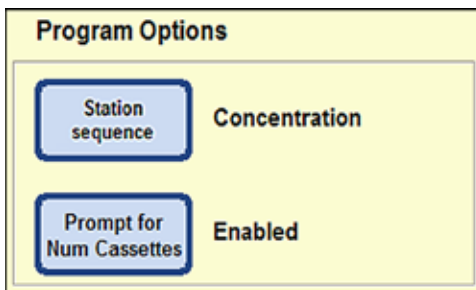 Program Options
Station
sequence
Concentration
Prompt for
Num Cassettes
Enabled